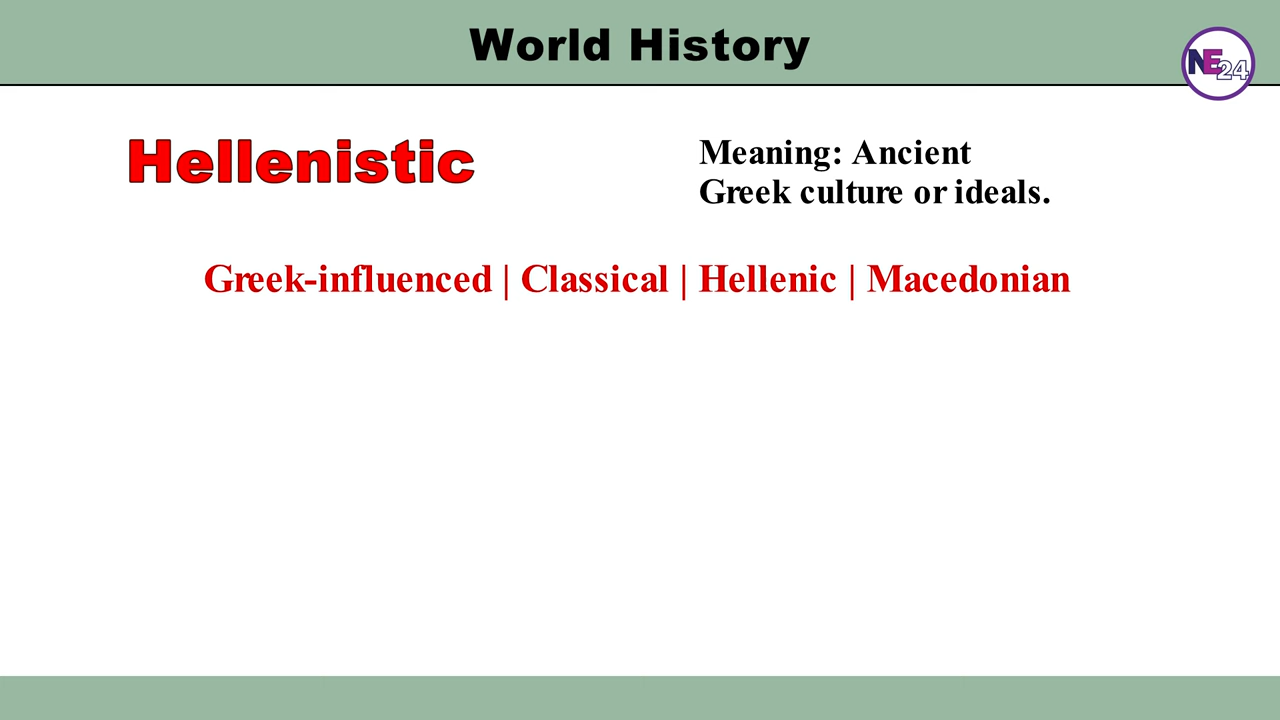 World History
NE24
Hellenistic
Meaning: Ancient
Greek culture or ideals.
Greek-influenced | Classical | Hellenic | Macedonian